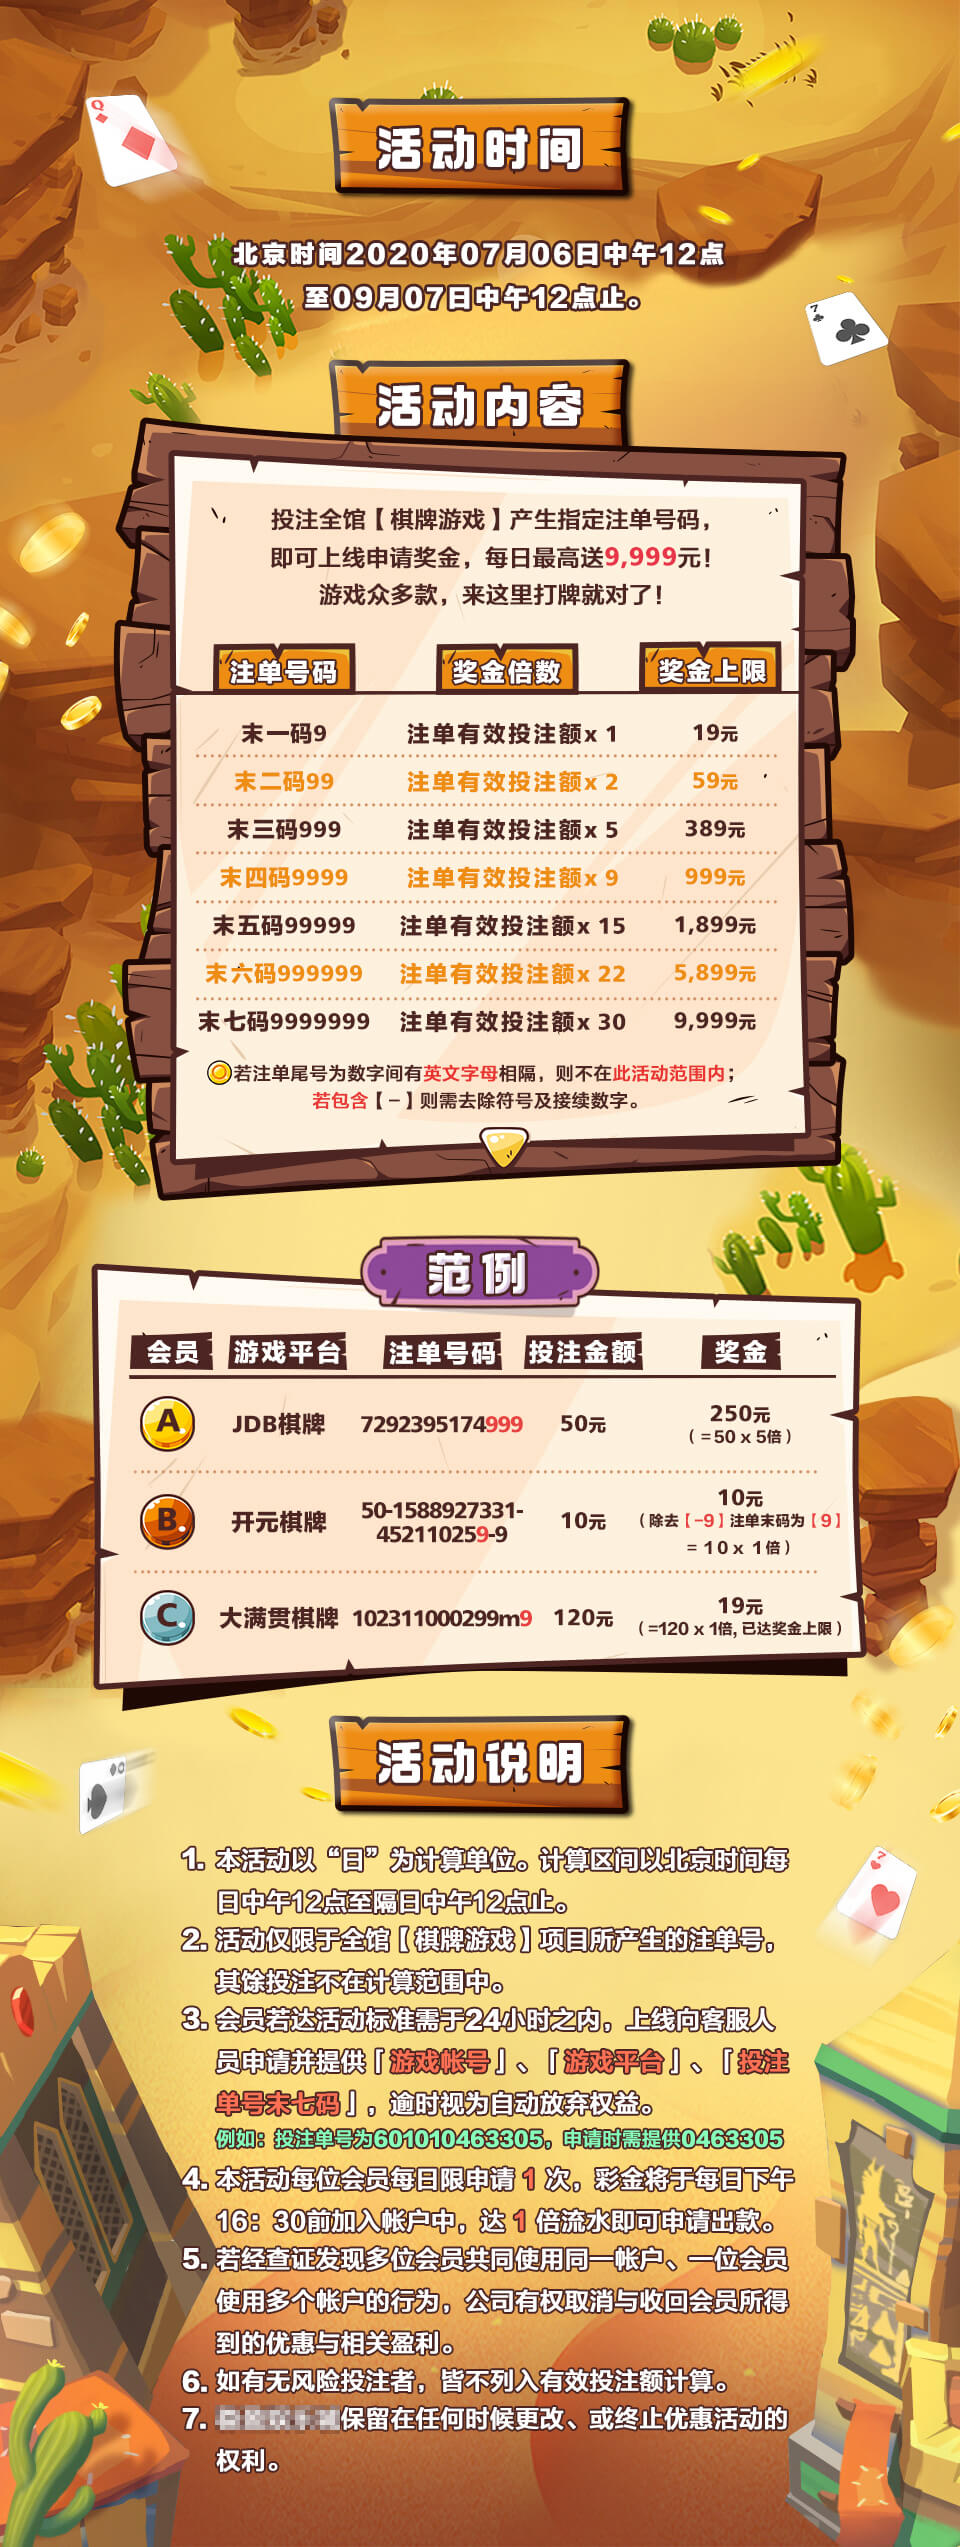 活动时间
北京时间2020年07月06日中午12点
至09月07日中午12点止。
活动内容
投注全馆【棋牌游戏】产生指定注单号码，
即可上线申请奖金，每日最高送9,999元！
游戏众多款，来这里打牌就对了！
注单号码 奖金倍数 奖金上限
末一码9 注单有效投注额x 1 19元
末二码99 注单有效投注额x 2 59元
末三码999 注单有效投注额x 5 389元
末四码9999 注单有效投注额x 9 999元
末五码99999 注单有效投注额x 15 1,899元
末六码999999 注单有效投注额x 22 5,899元
末七码9999999 注单有效投注额x 30 9,999元
若注单尾号为数字间有英文字母相隔，则不在此活动范围内；
若包含【-】则需去除符号及接续数字。
范例
会员 游戏平台 注单号码 投注金额 奖金
A JDB棋牌 7292395174999 50元 250元
（=50 x 5倍）
B 开元棋牌 50-1588927331-
452110259-9 10元 10元
（除去【-9】注单末码为【9】
= 10 x 1倍）
C 大满贯棋牌 102311000299m9 120元 19元
（=120 x 1倍, 已达奖金上限）
活动说明
1. 本活动以“日”为计算单位。计算区间以北京时间每
日中午12点至隔日中午12点止。
2. 活动仅限于全馆【棋牌游戏】项目所产生的注单号，
其馀投注不在计算范围中。
3. 会员若达活动标准需于24小时之内，上线向客服人
员申请并提供「游戏帐号」、「游戏平台」、「投注
单号末七码」，逾时视为自动放弃权益。
例如：投注单号为601010463305，申请时需提供0463305
4. 本活动每位会员每日限申请 1 次，彩金将于每日下午
16：30前加入帐户中，达 1 倍流水即可申请出款。
5. 若经查证发现多位会员共同使用同一帐户、一位会员
使用多个帐户的行为，公司有权取消与收回会员所得
到的优惠与相关盈利。
6. 如有无风险投注者，皆不列入有效投注额计算。
7. 保留在任何时候更改、或终止优惠活动的
权利。